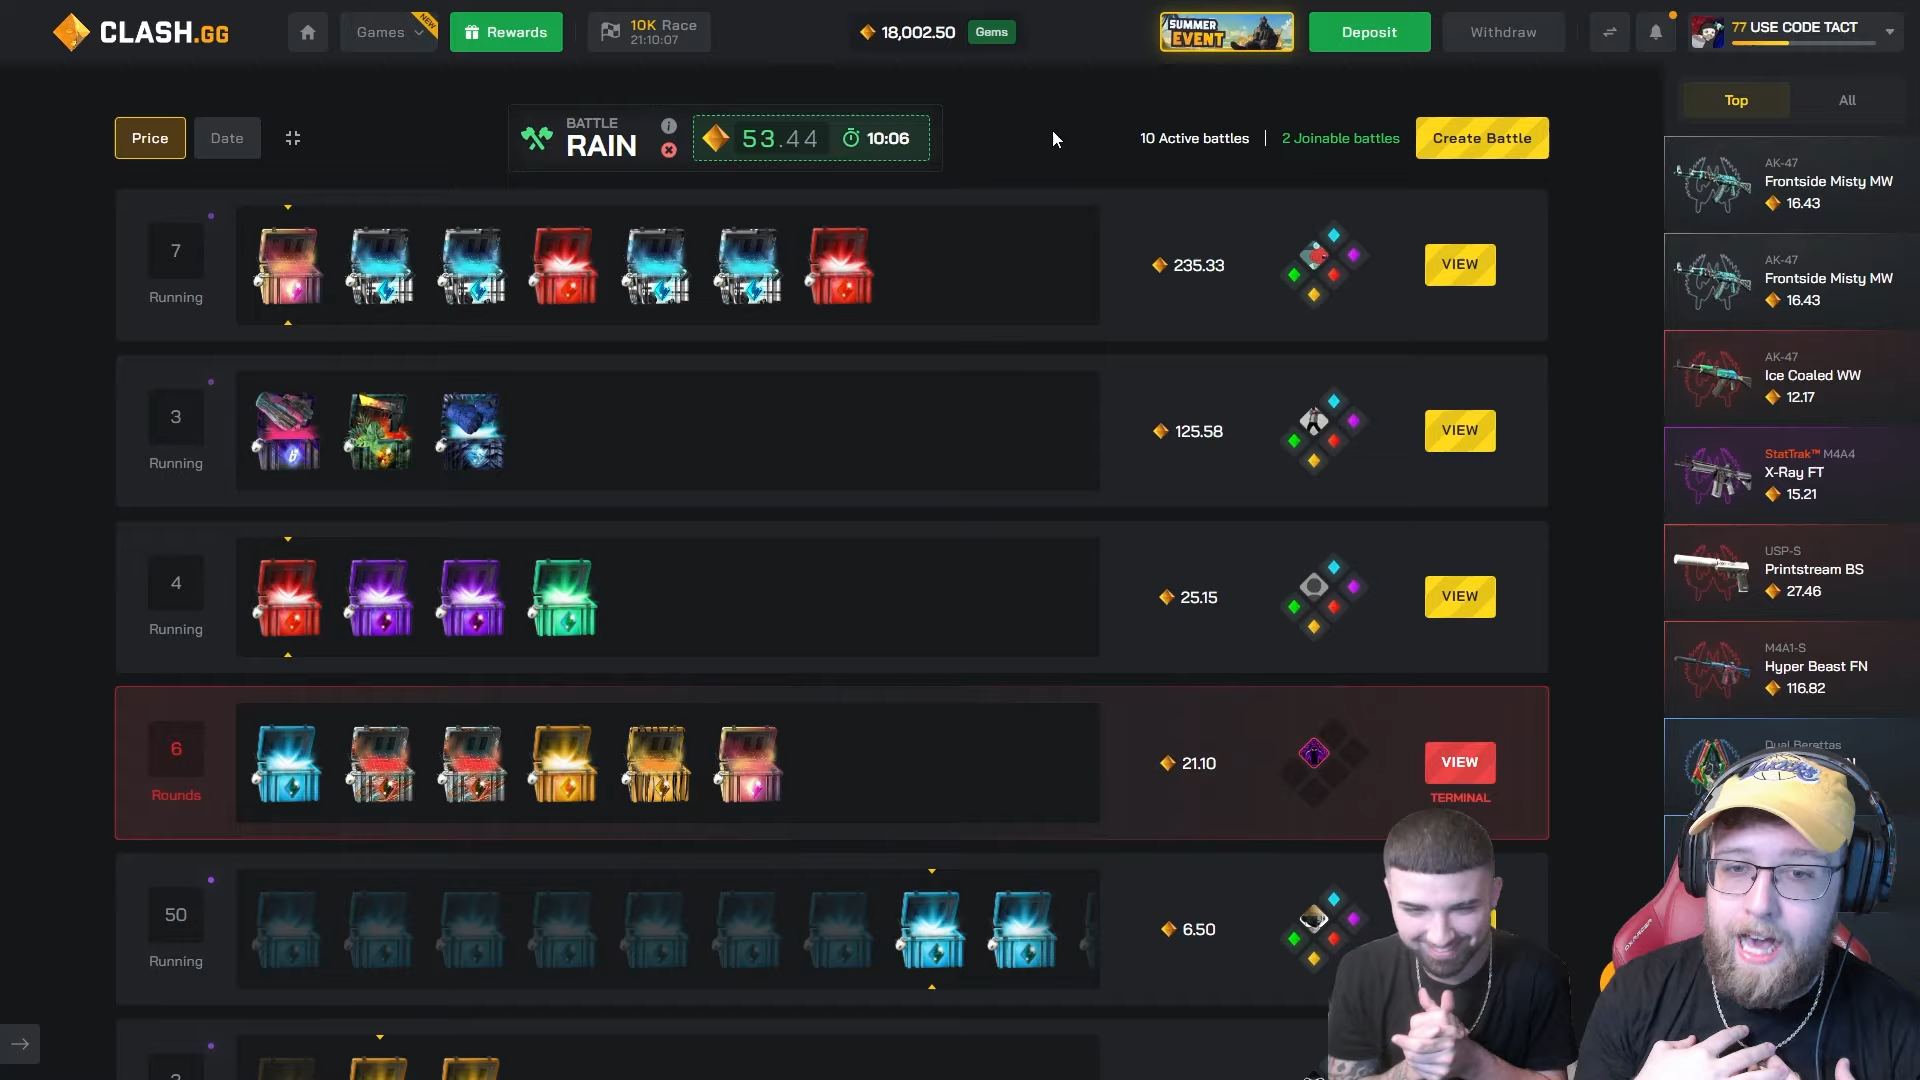 CLASH.GG
Games
NEW
Rewards
10K Race
21:10:07
18,002.50
Gems
SUMMER
EVENT
Deposit
Withdraw
77 USE CODE TACT
Price
Date
BATTLE
RAIN
53.44
10:06
10 Active battles
2 Joinable battles
Create Battle
Top
All
7
Running
235.33
VIEW
3
Running
125.58
VIEW
4
Running
25.15
VIEW
6
Rounds
21.10
VIEW
TERMINAL
50
Running
6.50
AK-47
Frontside Misty MW
16.43
AK-47
Frontside Misty MW
16.43
AK-47
Ice Coaled WW
12.17
StatTrak™ M4A4
X-Ray FT
15.21
USP-S
Printstream BS
27.46
M4A1-S
Hyper Beast FN
116.82
Dual Berettas